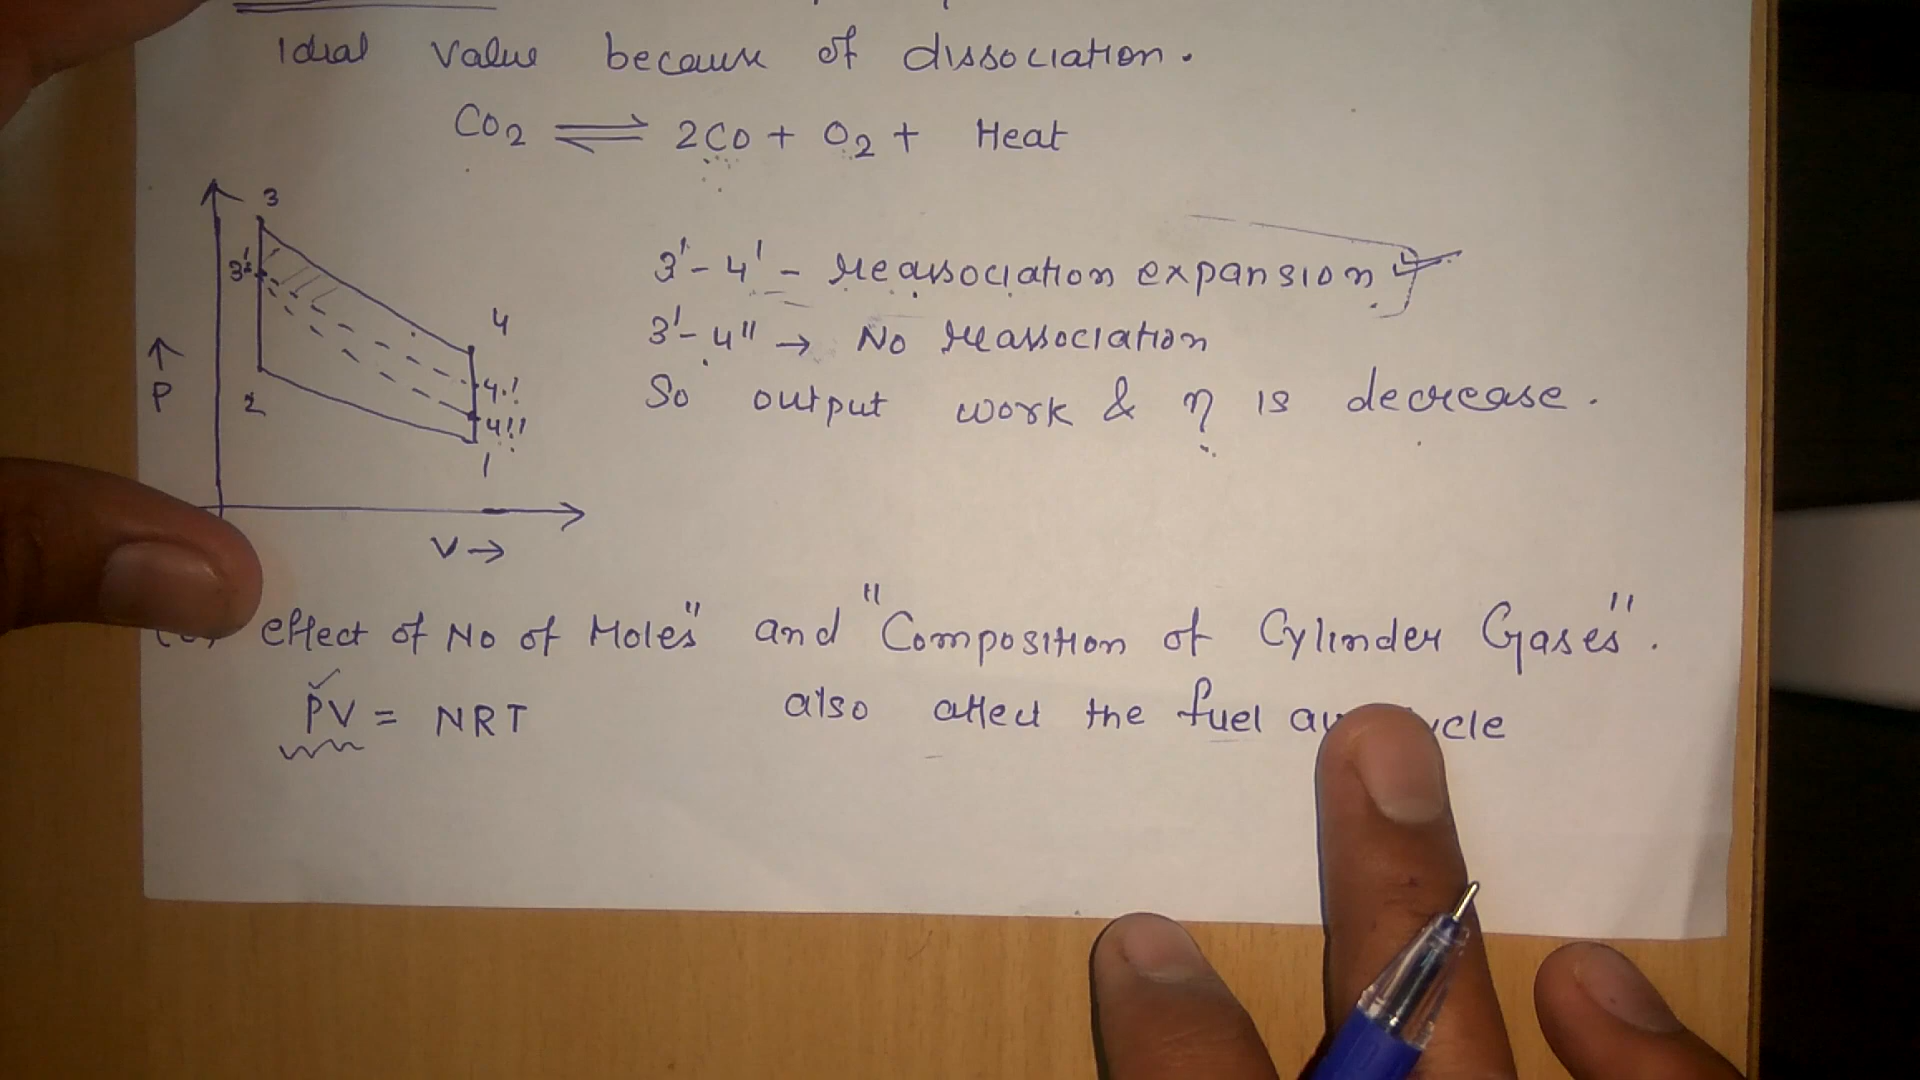 Idial value because of dissociation.
CO2 ⇌ 2CO + O2 + Heat
3
3'
4
4'
4''
2
1
↑
P
V →
3' - 4' - reassociation expansion
3' - 4'' → No reassociation
So output work & η is decrease.
effect of No of Moles" and "Composition of Cylinder Gases".
PV = NRT
also affect the fuel